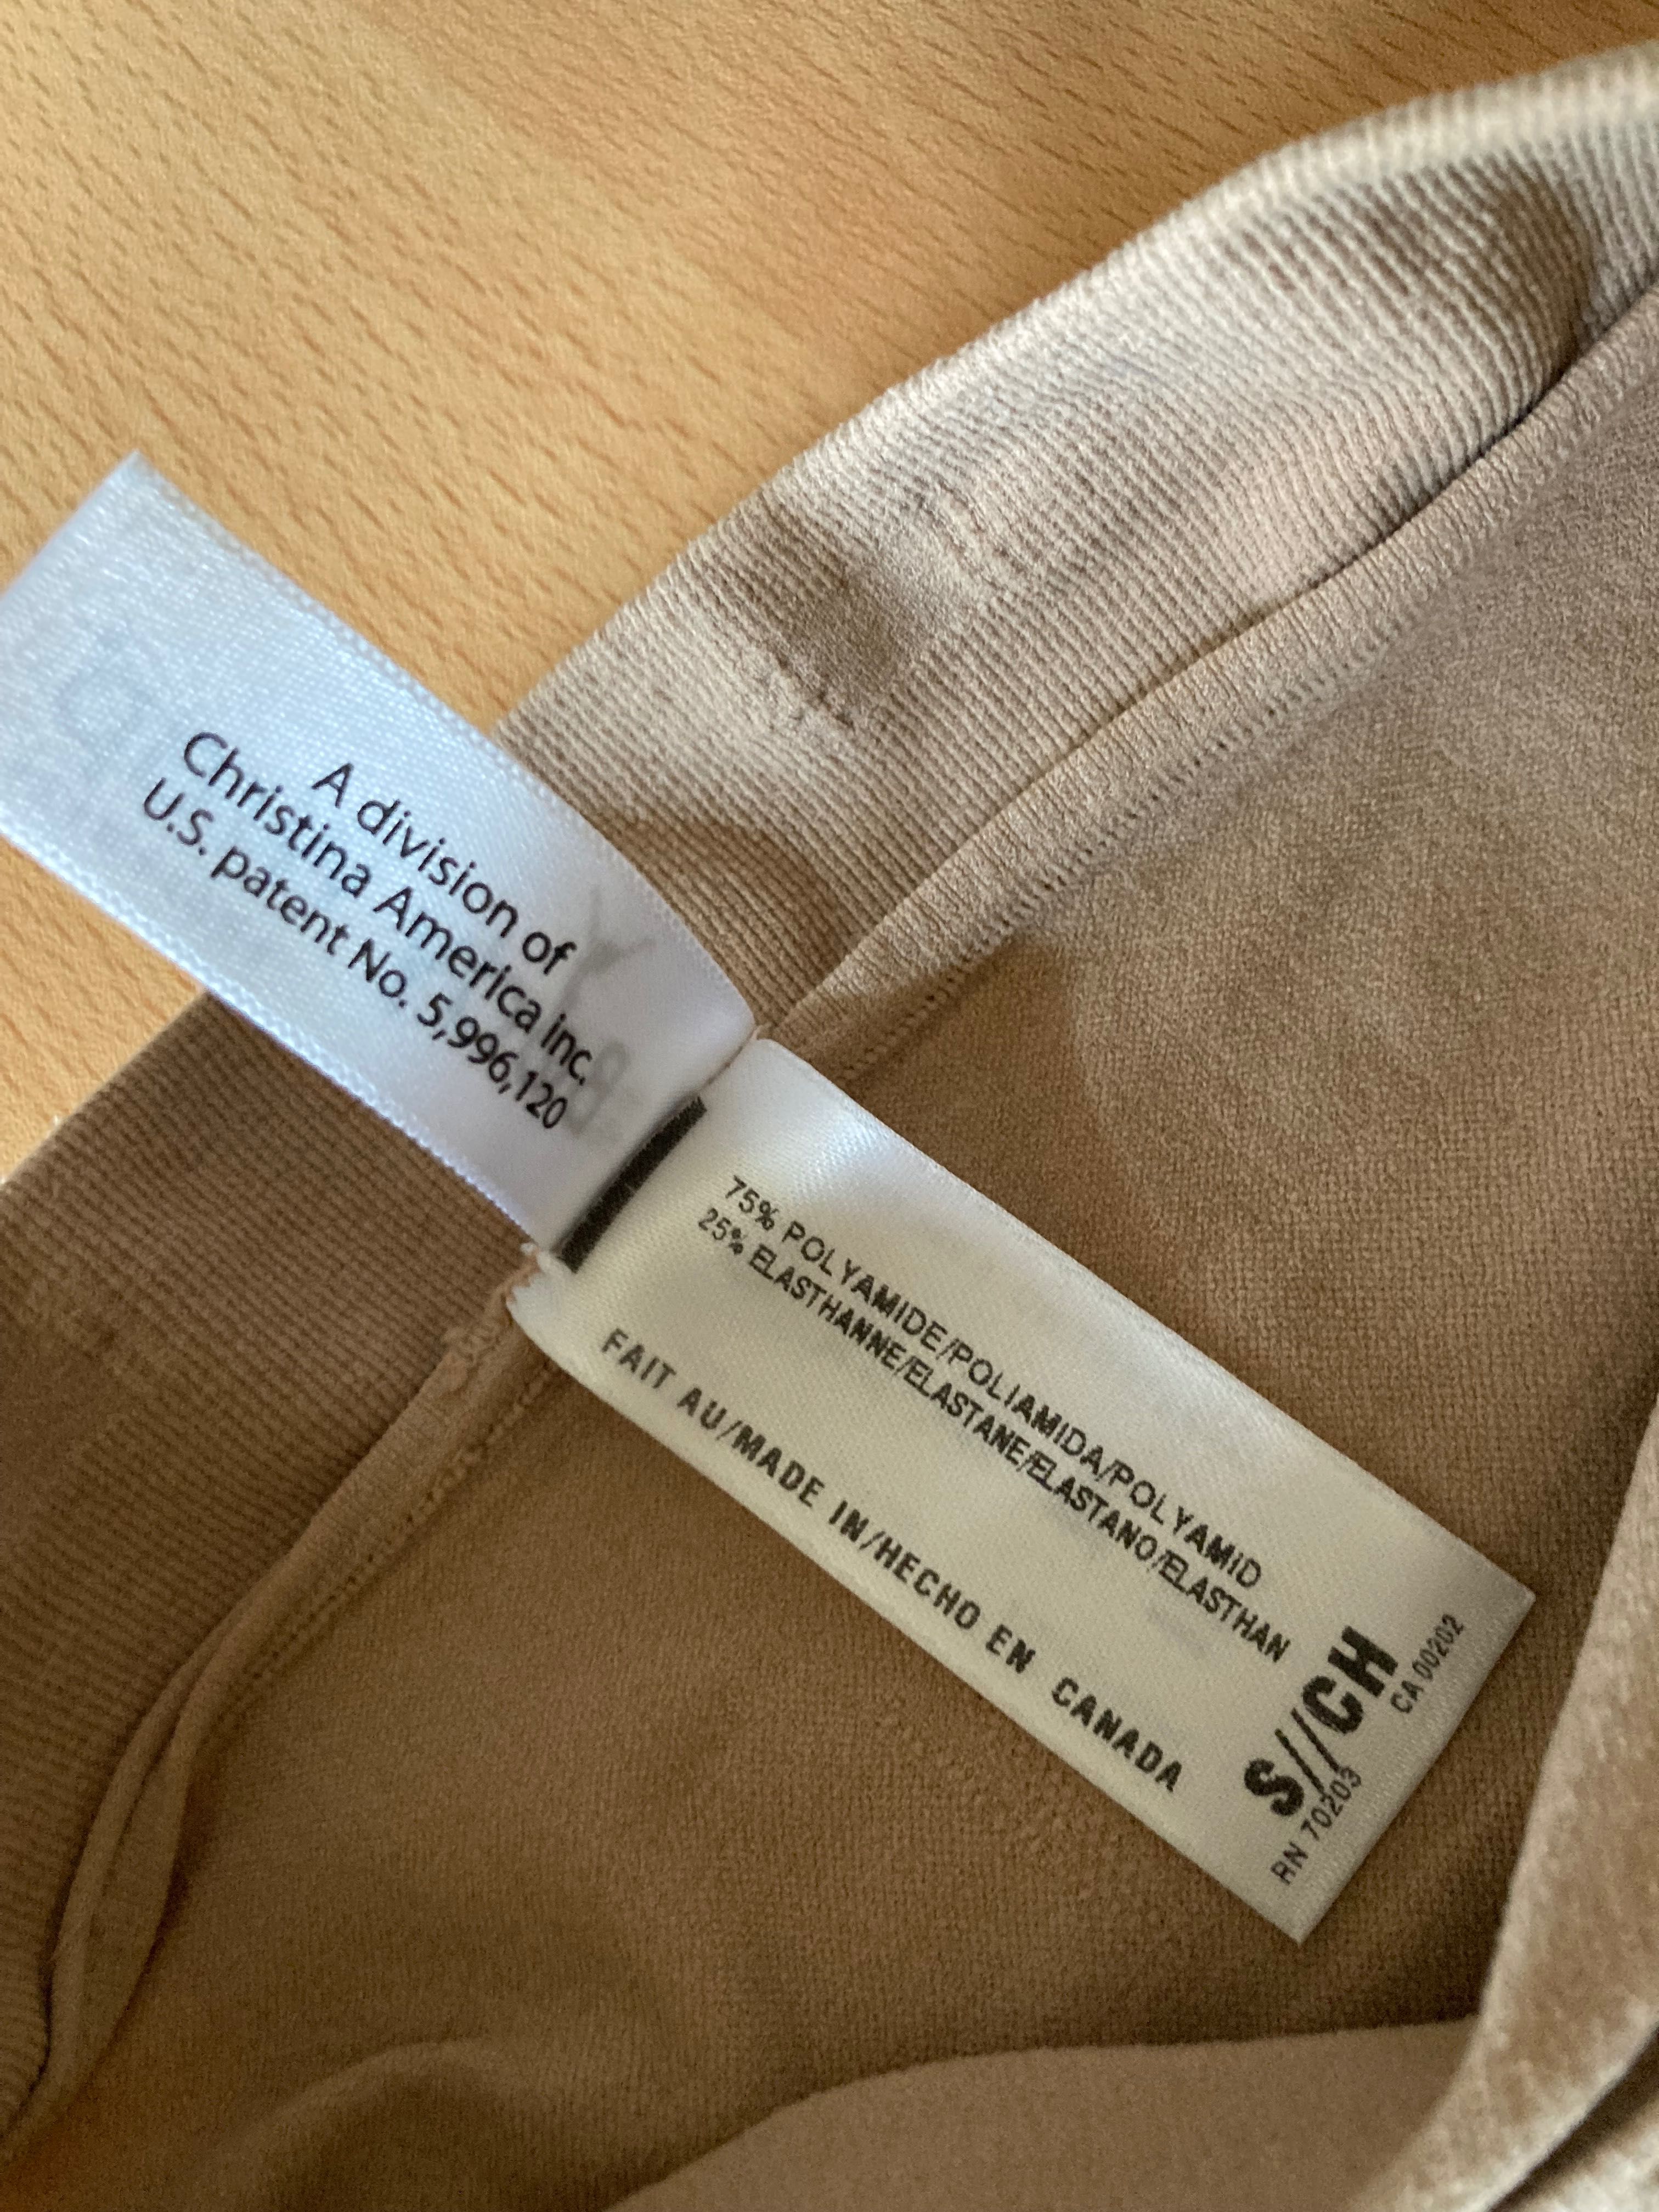 A division of
Christina America inc.
U.S. patent No. 5,996,120
75% POLYAMIDE/POLIAMIDA/POLYAMID
25% ELASTHANNE/ELASTANE/ELASTANO/ELASTHAN
FAIT AU/MADE IN/HECHO EN CANADA
S//CH
RN 70203 CA 00202